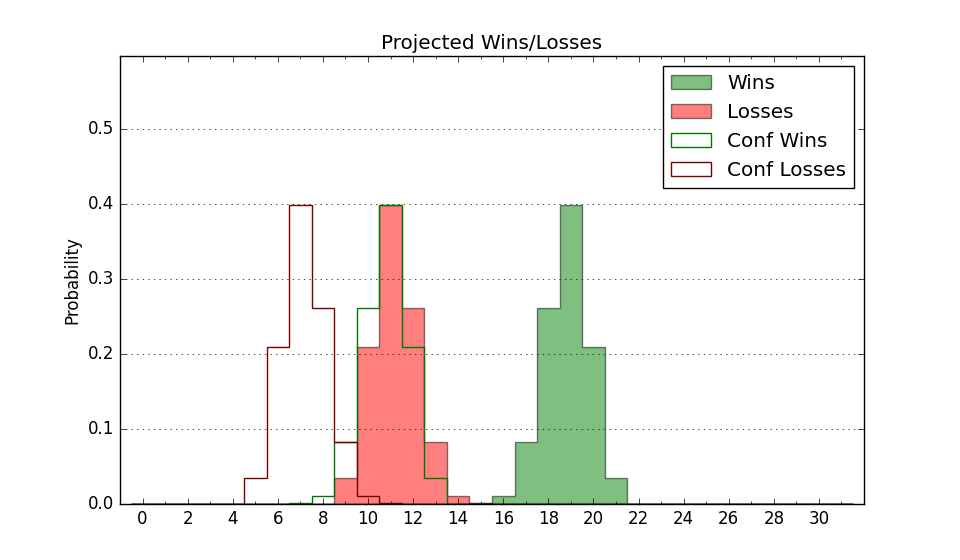 Projected Wins/Losses
Wins
Losses
Conf Wins
Conf Losses
Probability
0.5
0.4
0.3
0.2
0.1
0.0
0 2 4 6 8 10 12 14 16 18 20 22 24 26 28 30